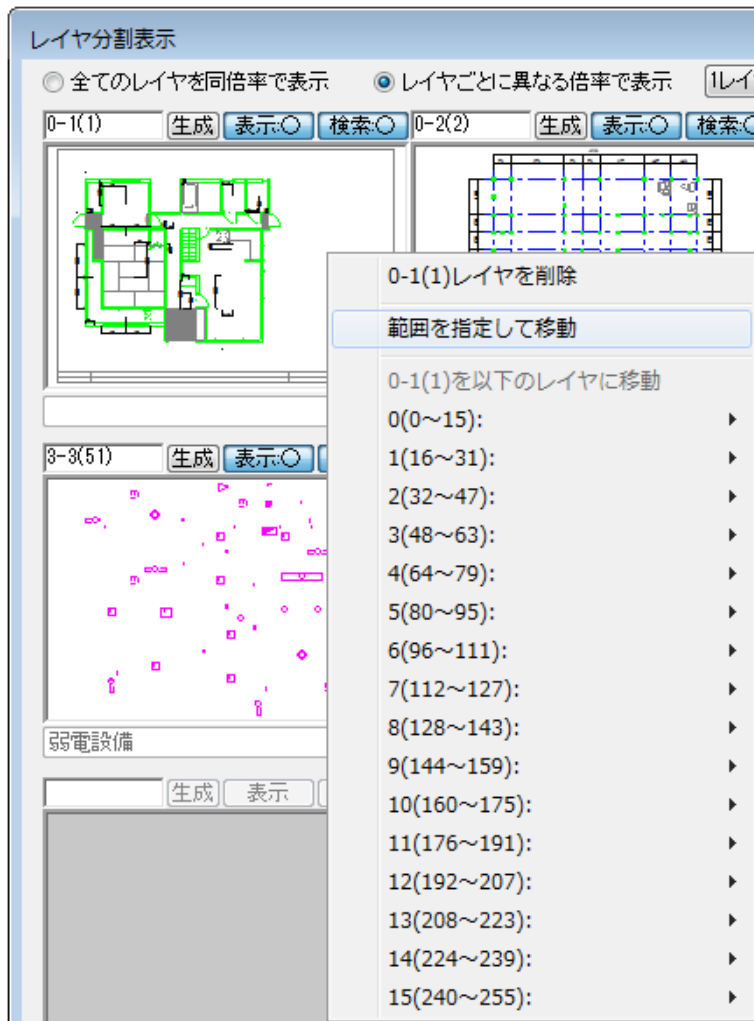 レイヤ分割表示
全てのレイヤを同倍率で表示 レイヤごとに異なる倍率で表示 1レイ
0-1(1) 生成 表示:○ 検索:○ 0-2(2) 生成 表示:○ 検索:○
0-1(1)レイヤを削除
範囲を指定して移動
0-1(1)を以下のレイヤに移動
0(0～15):
3-3(51) 生成 表示:○
1(16～31):
2(32～47):
3(48～63):
4(64～79):
5(80～95):
6(96～111):
7(112～127):
8(128～143):
弱電設備
9(144～159):
生成 表示
10(160～175):
11(176～191):
12(192～207):
13(208～223):
14(224～239):
15(240～255):